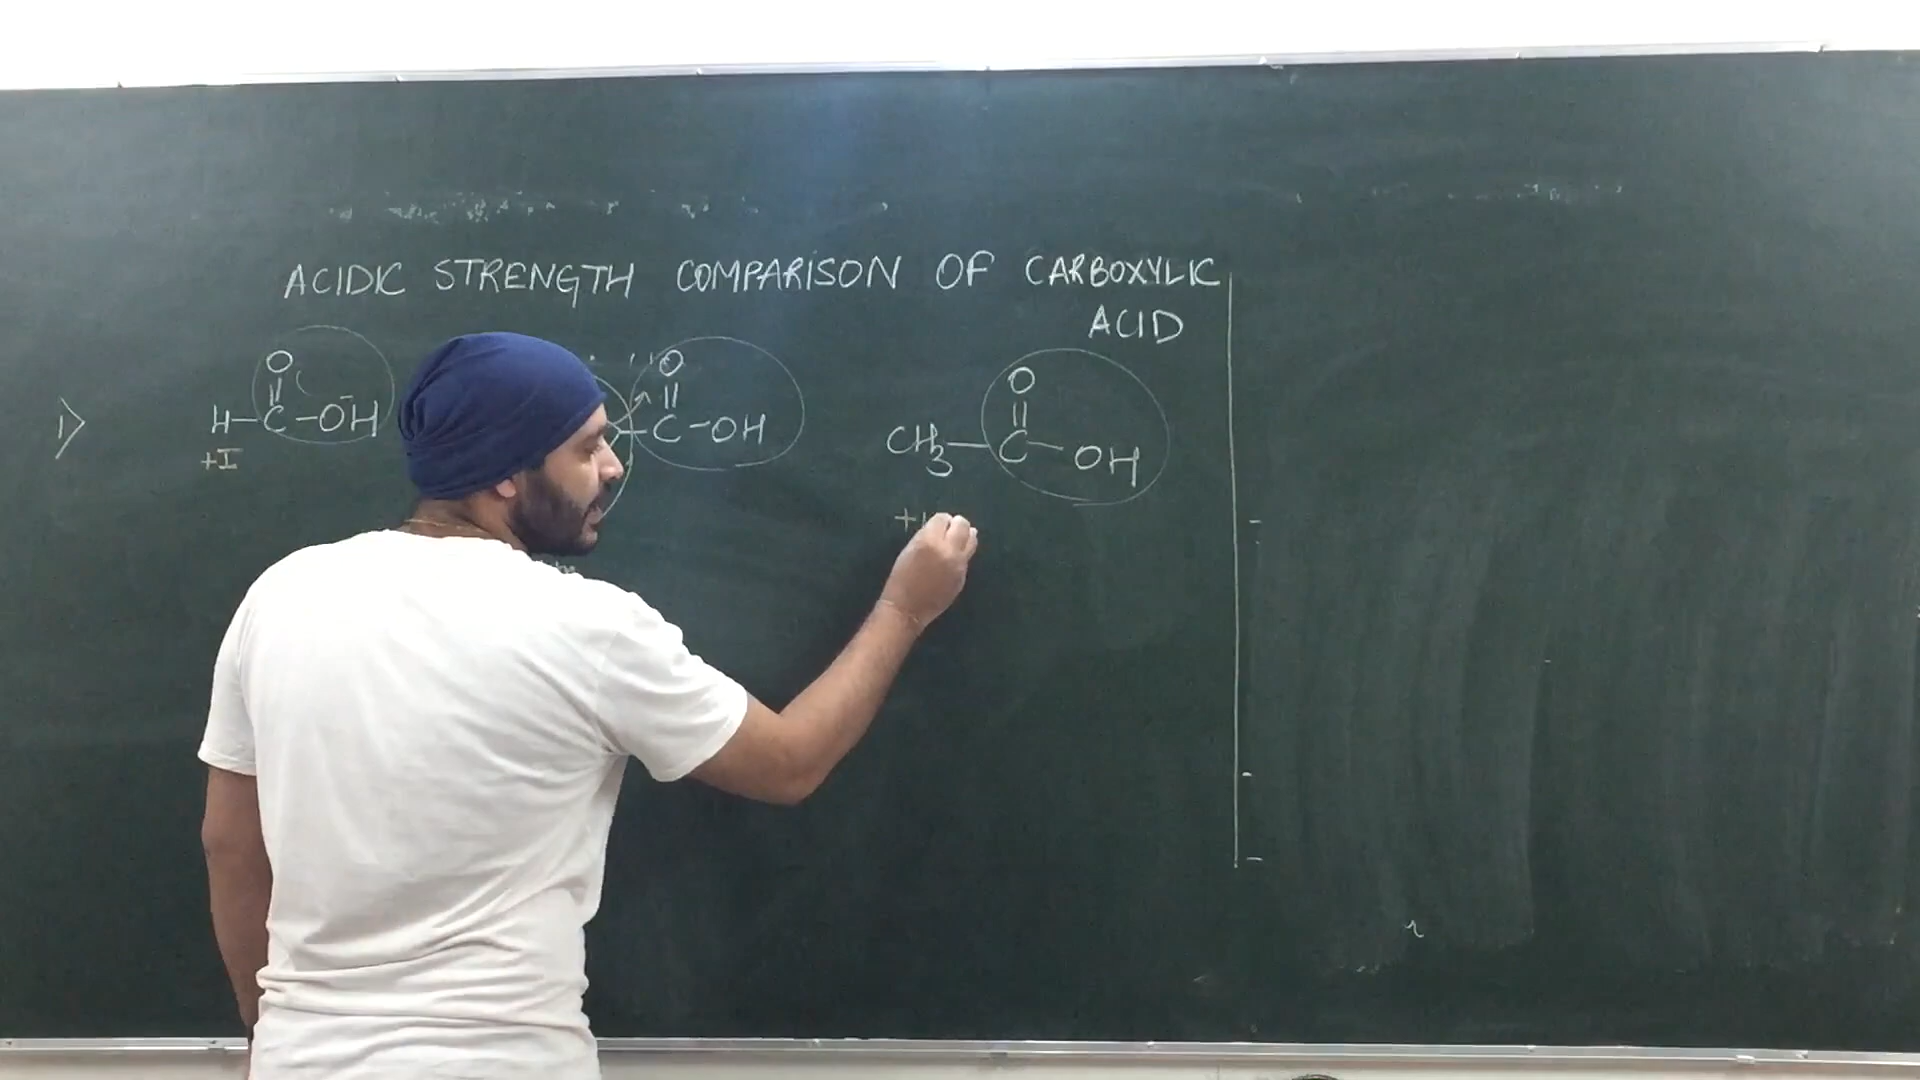 ACIDIC STRENGTH COMPARISON OF CARBOXYLIC
ACID
O
O
O
1> H-C-OH
C-OH
CH3-C-OH
+I
+